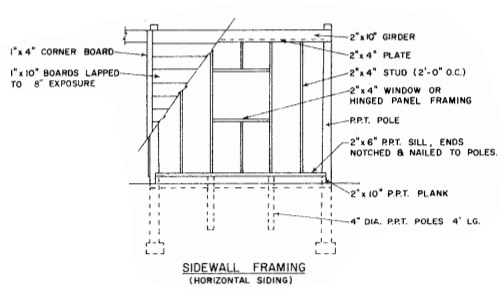 1"x 4" CORNER BOARD
1"x 10" BOARDS LAPPED
TO 8" EXPOSURE
2"x 10" GIRDER
2"x 4" PLATE
2"x 4" STUD (2'-0" O.C.)
2"x 4" WINDOW OR
HINGED PANEL FRAMING
P.P.T. POLE
2"x 6" P.P.T. SILL, ENDS
NOTCHED & NAILED TO POLES.
2"x 10" P.P.T. PLANK
4" DIA. P.P.T. POLES 4' LG.
SIDEWALL FRAMING
(HORIZONTAL SIDING)